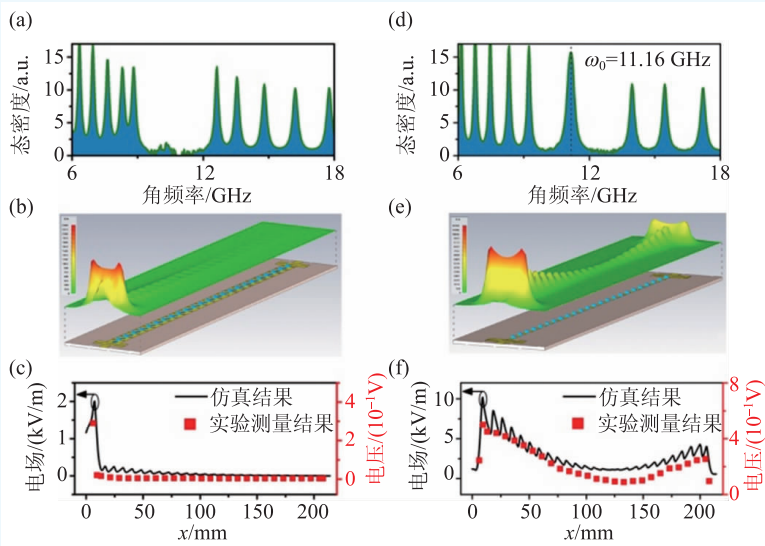 (a)
15
10
5
0
态密度/a.u.
6
12
18
角频率/GHz
(d)
15
10
5
0
态密度/a.u.
ω0=11.16 GHz
6
12
18
角频率/GHz
(b)
(e)
(c)
2
1
0
电场/(kV/m)
仿真结果
实验测量结果
4
2
0
电压/(10⁻¹V)
0
50
100
150
200
x/mm
(f)
10
5
0
电场/(kV/m)
仿真结果
实验测量结果
8
4
0
电压/(10⁻¹V)
0
50
100
150
200
x/mm